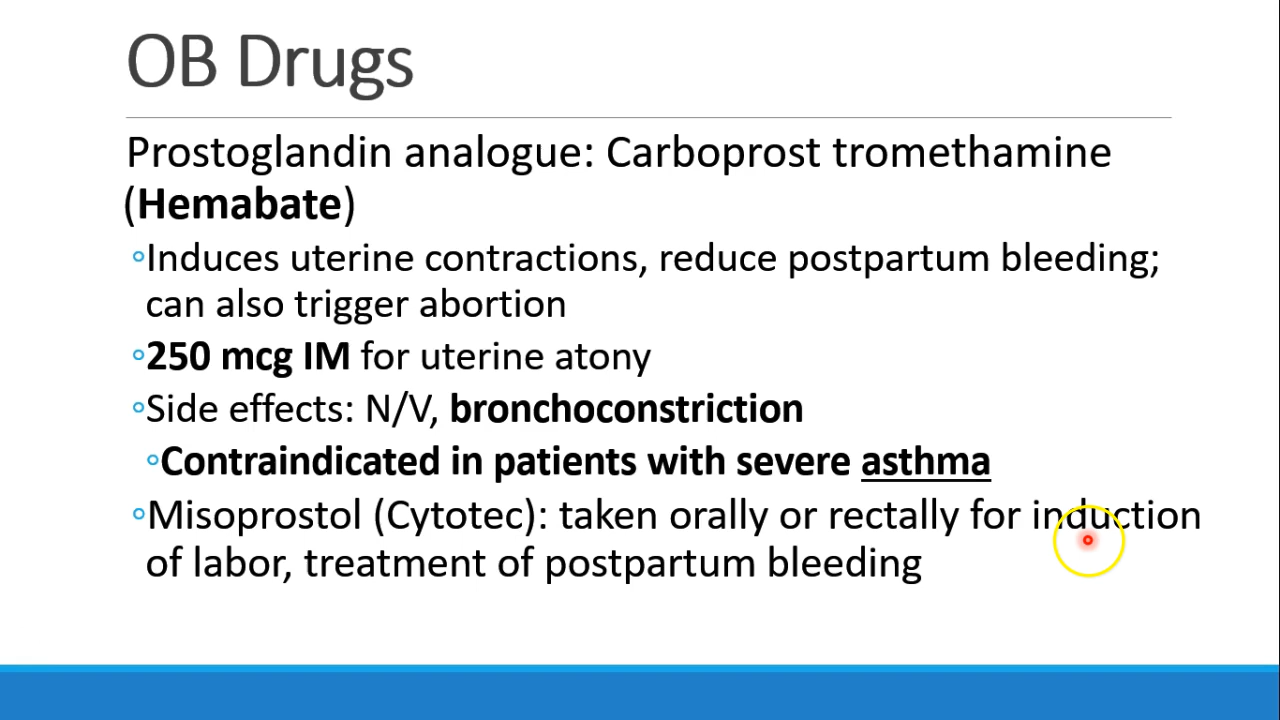 OB Drugs
Prostoglandin analogue: Carboprost tromethamine
(Hemabate)
◦Induces uterine contractions, reduce postpartum bleeding;
can also trigger abortion
◦250 mcg IM for uterine atony
◦Side effects: N/V, bronchoconstriction
◦Contraindicated in patients with severe asthma
◦Misoprostol (Cytotec): taken orally or rectally for induction
of labor, treatment of postpartum bleeding